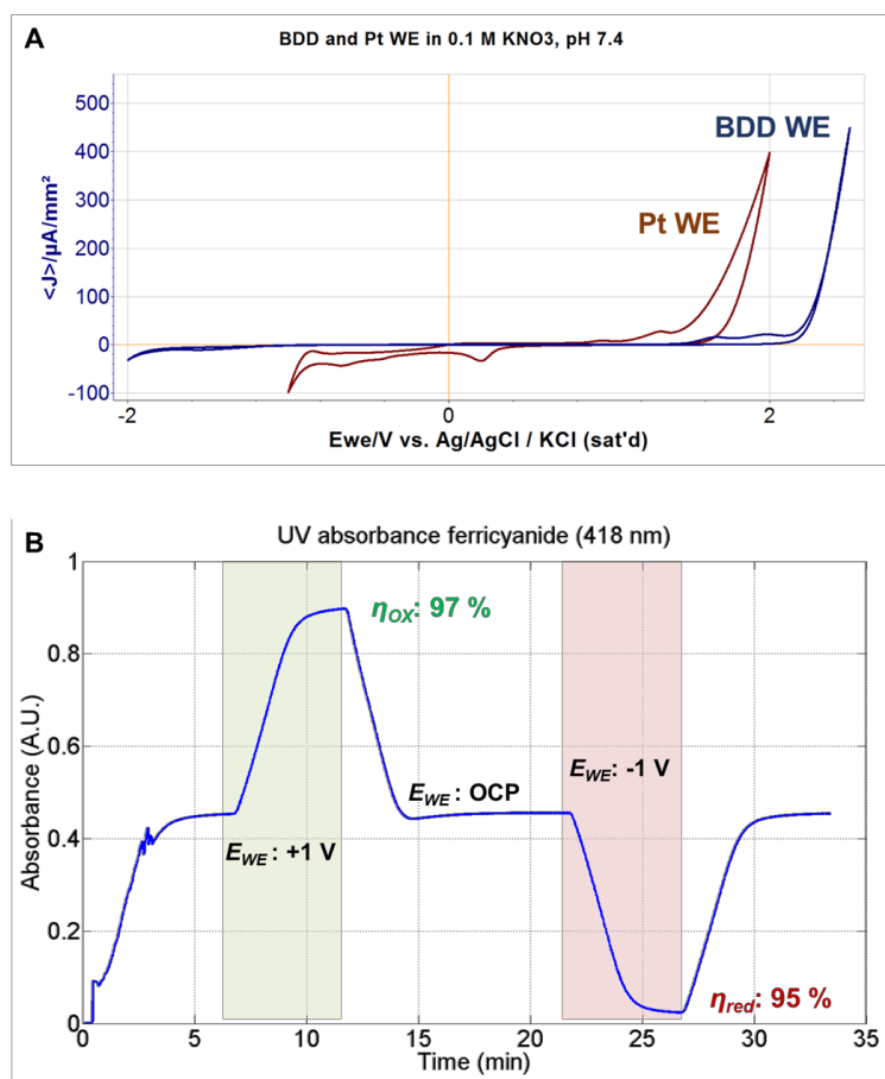 A
BDD and Pt WE in 0.1 M KNO3, pH 7.4
500
400
300
200
100
0
-100
<J>/µA/mm²
BDD WE
Pt WE
-2
0
2
Ewe/V vs. Ag/AgCl / KCl (sat'd)
B
UV absorbance ferricyanide (418 nm)
1
0.8
0.6
0.4
0.2
0
Absorbance (A.U.)
ηOX: 97 %
EWE: -1 V
EWE : OCP
EWE : +1 V
ηred: 95 %
0
5
10
15
20
25
30
35
Time (min)